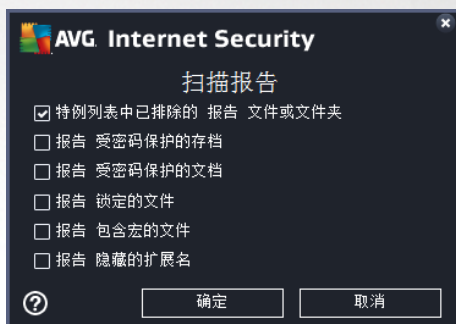 AVG Internet Security
扫描报告
特例列表中已排除的 报告 文件或文件夹
报告 受密码保护的存档
报告 受密码保护的文档
报告 锁定的文件
报告 包含宏的文件
报告 隐藏的扩展名
确定
取消